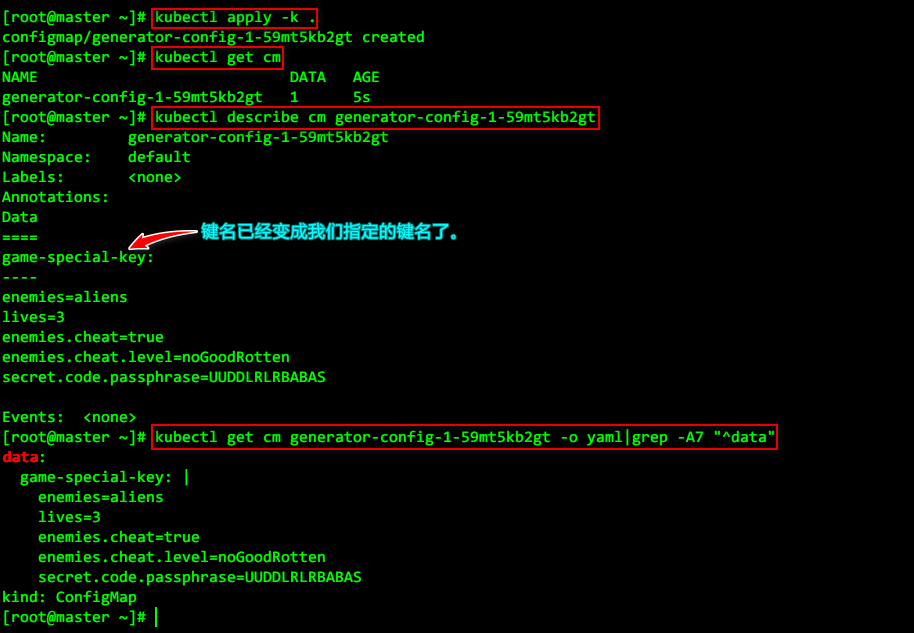 [root@master ~]# kubectl apply -k .
configmap/generator-config-1-59mt5kb2gt created
[root@master ~]# kubectl get cm
NAME                            DATA   AGE
generator-config-1-59mt5kb2gt   1      5s
[root@master ~]# kubectl describe cm generator-config-1-59mt5kb2gt
Name:         generator-config-1-59mt5kb2gt
Namespace:    default
Labels:       <none>
Annotations:
Data
键名已经变成我们指定的键名了。
====
game-special-key:
----
enemies=aliens
lives=3
enemies.cheat=true
enemies.cheat.level=noGoodRotten
secret.code.passphrase=UUDDLRLRBABAS
Events:  <none>
[root@master ~]# kubectl get cm generator-config-1-59mt5kb2gt -o yaml|grep -A7 "^data"
data:
  game-special-key: |
    enemies=aliens
    lives=3
    enemies.cheat=true
    enemies.cheat.level=noGoodRotten
    secret.code.passphrase=UUDDLRLRBABAS
kind: ConfigMap
[root@master ~]#